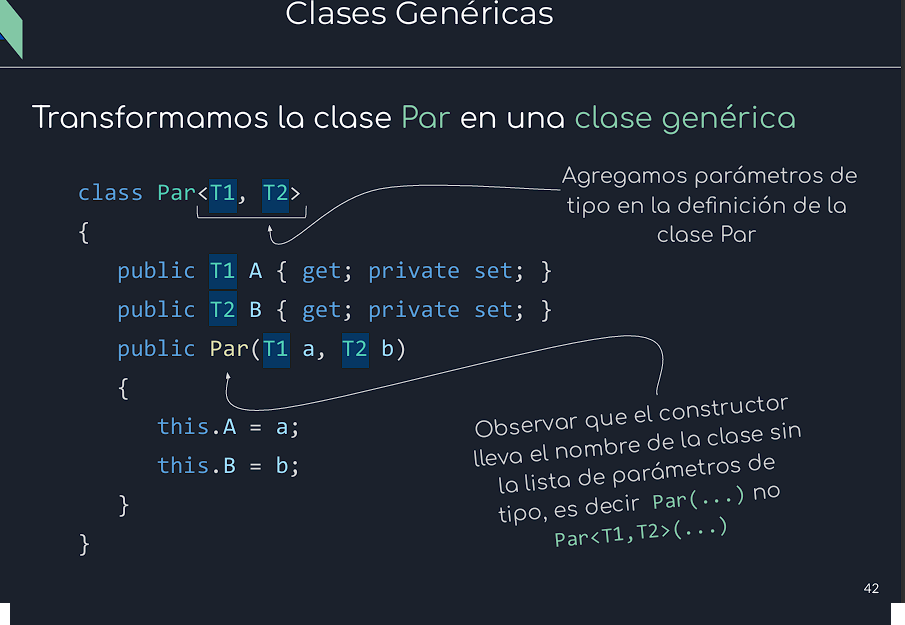 Clases Genéricas
Transformamos la clase Par en una clase genérica
class Par<T1, T2>
{
public T1 A { get; private set; }
public T2 B { get; private set; }
public Par(T1 a, T2 b)
{
this.A = a;
this.B = b;
}
}
Agregamos parámetros de
tipo en la definición de la
clase Par
Observar que el constructor
lleva el nombre de la clase sin
la lista de parámetros de
tipo, es decir Par(...) no
Par<T1,T2>(...)
42